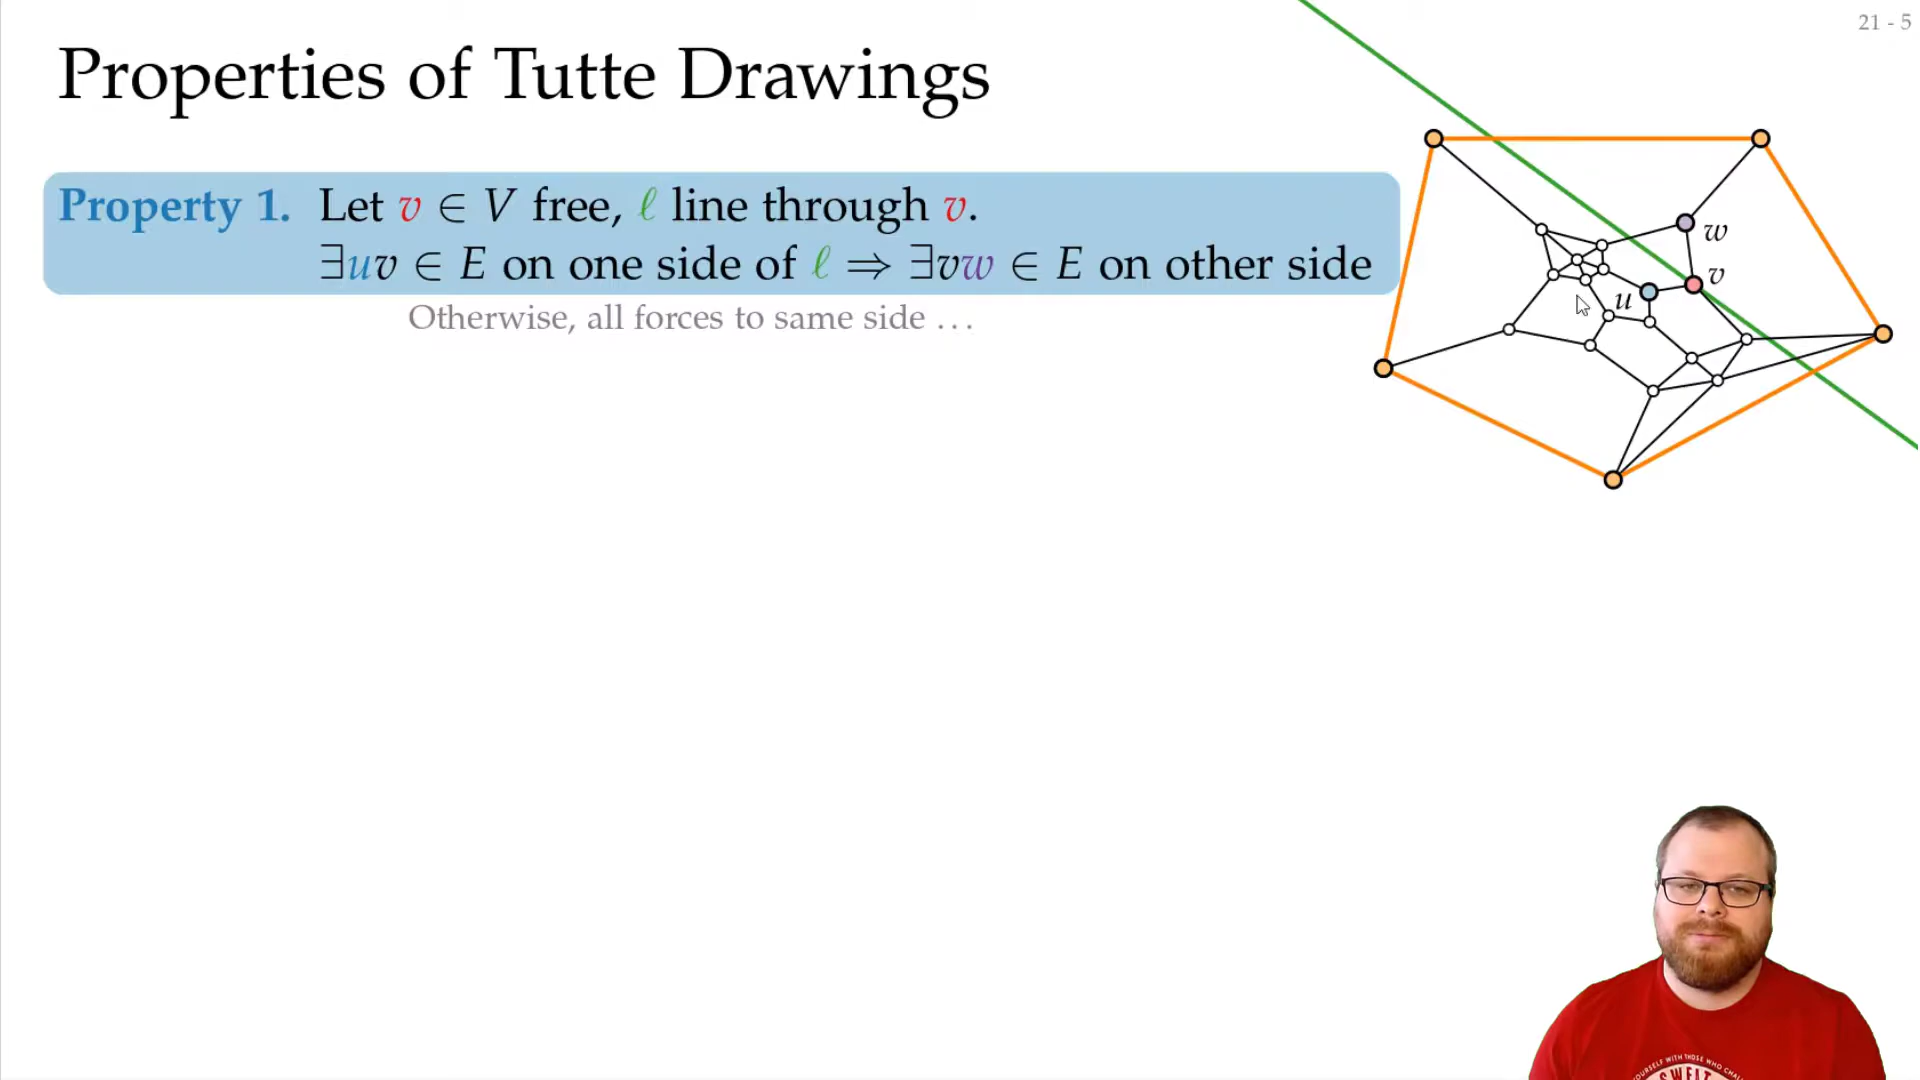 21 - 5
Properties of Tutte Drawings
Property 1. Let v ∈ V free, ℓ line through v.
∃uv ∈ E on one side of ℓ ⇒ ∃vw ∈ E on other side
Otherwise, all forces to same side ...
w
v
u